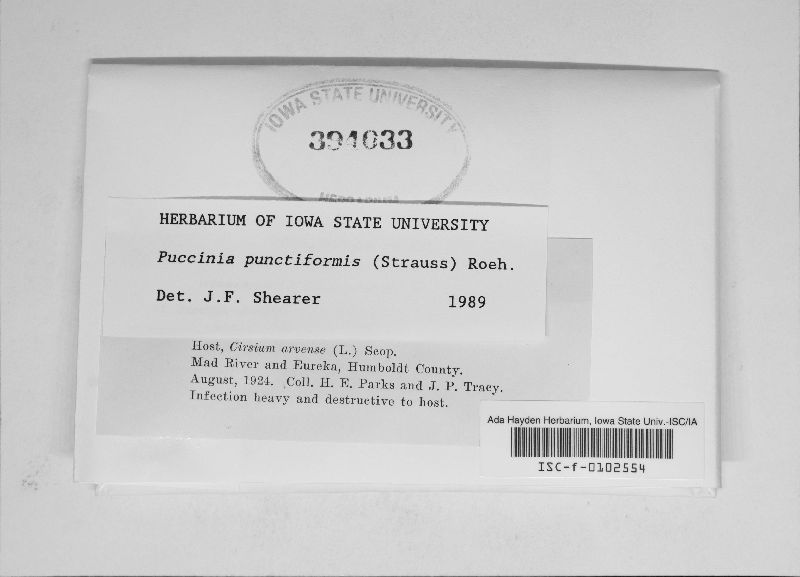 IOWA STATE UNIVERSITY
394033
HERBARIUM OF IOWA STATE UNIVERSITY
Puccinia punctiformis (Strauss) Roeh.
Det. J.F. Shearer 1989
Host, Cirsium arvense (L.) Scop.
Mad River and Eureka, Humboldt County.
August, 1924. Coll. H. E. Parks and J. P. Tracy.
Infection heavy and destructive to host.
Ada Hayden Herbarium, Iowa State Univ.-ISC/IA
ISC-f-0102554